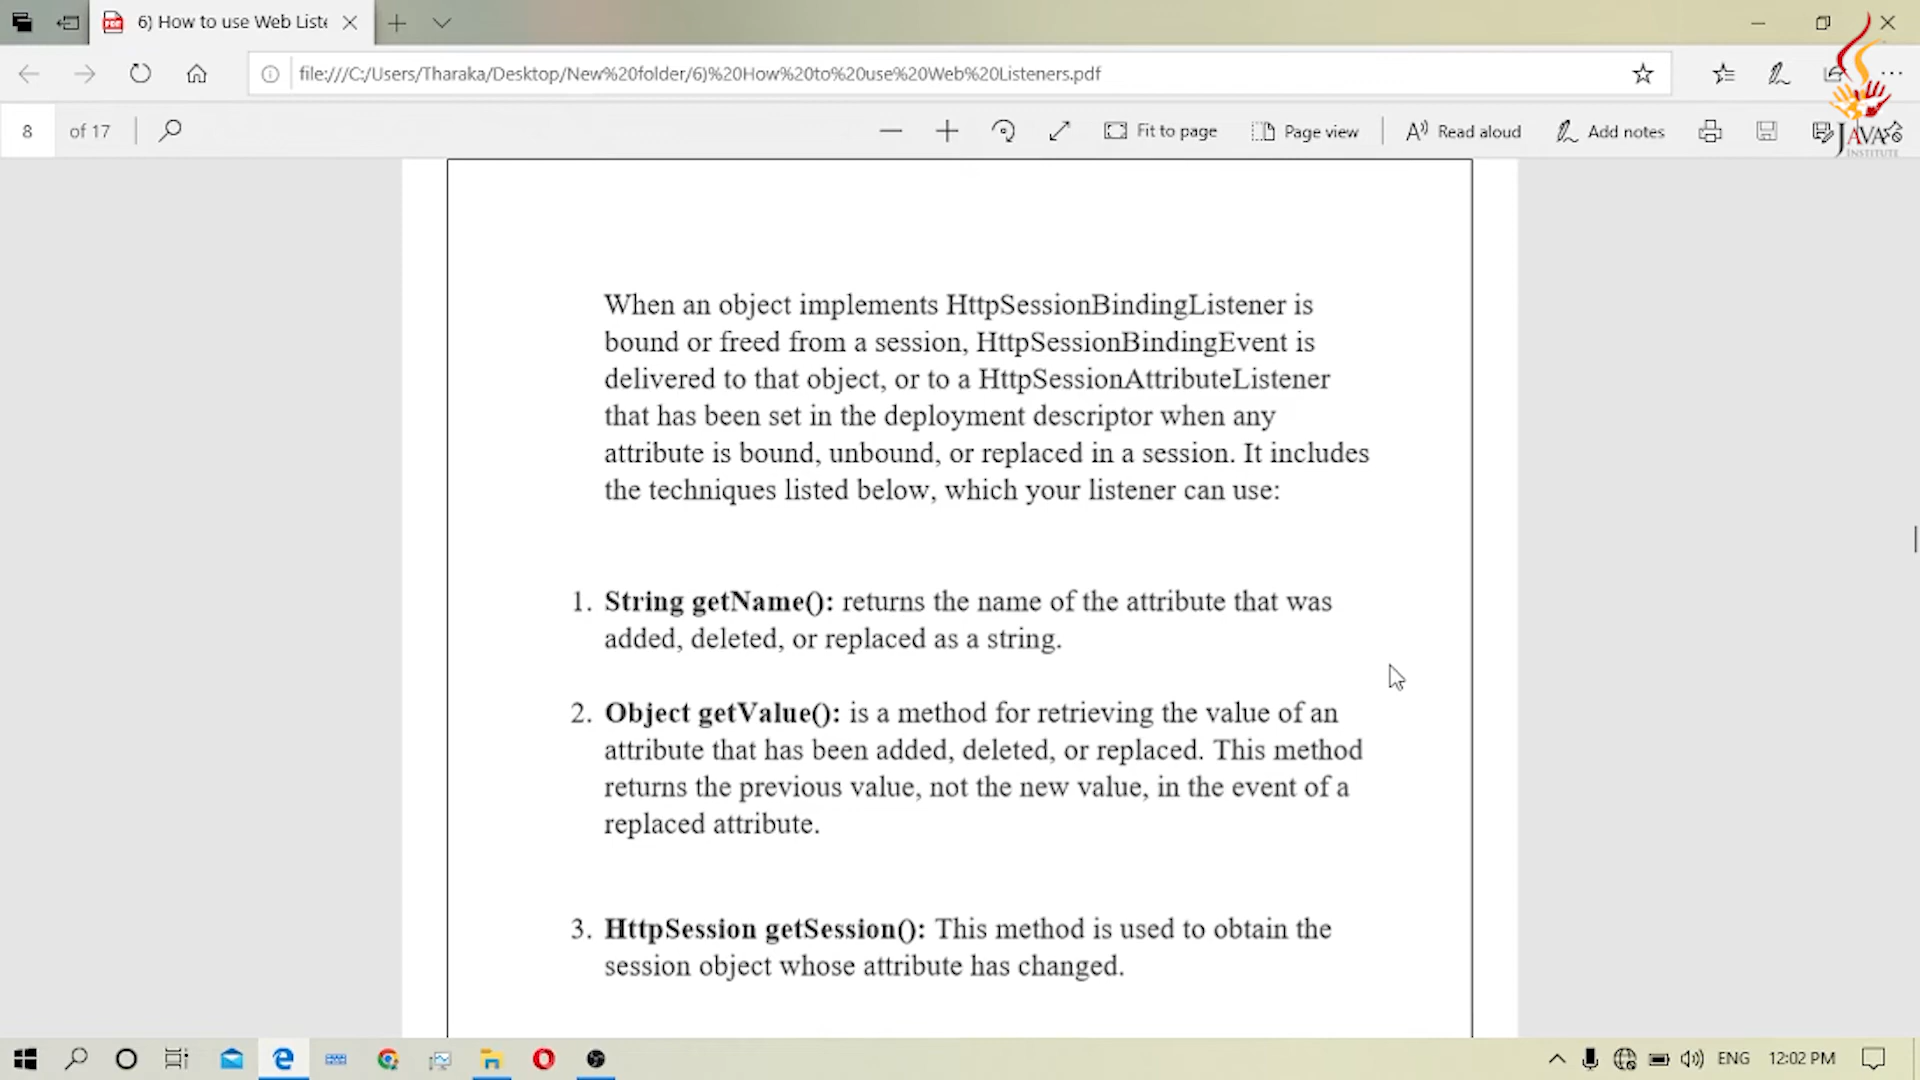 6) How to use Web Liste
file:///C:/Users/Tharaka/Desktop/New%20folder/6)%20How%20to%20use%20Web%20Listeners.pdf
8 of 17 Fit to page Page view Read aloud Add notes
JAVA
INSTITUTE
When an object implements HttpSessionBindingListener is
bound or freed from a session, HttpSessionBindingEvent is
delivered to that object, or to a HttpSessionAttributeListener
that has been set in the deployment descriptor when any
attribute is bound, unbound, or replaced in a session. It includes
the techniques listed below, which your listener can use:
1. String getName(): returns the name of the attribute that was
added, deleted, or replaced as a string.
2. Object getValue(): is a method for retrieving the value of an
attribute that has been added, deleted, or replaced. This method
returns the previous value, not the new value, in the event of a
replaced attribute.
3. HttpSession getSession(): This method is used to obtain the
session object whose attribute has changed.
ENG 12:02 PM